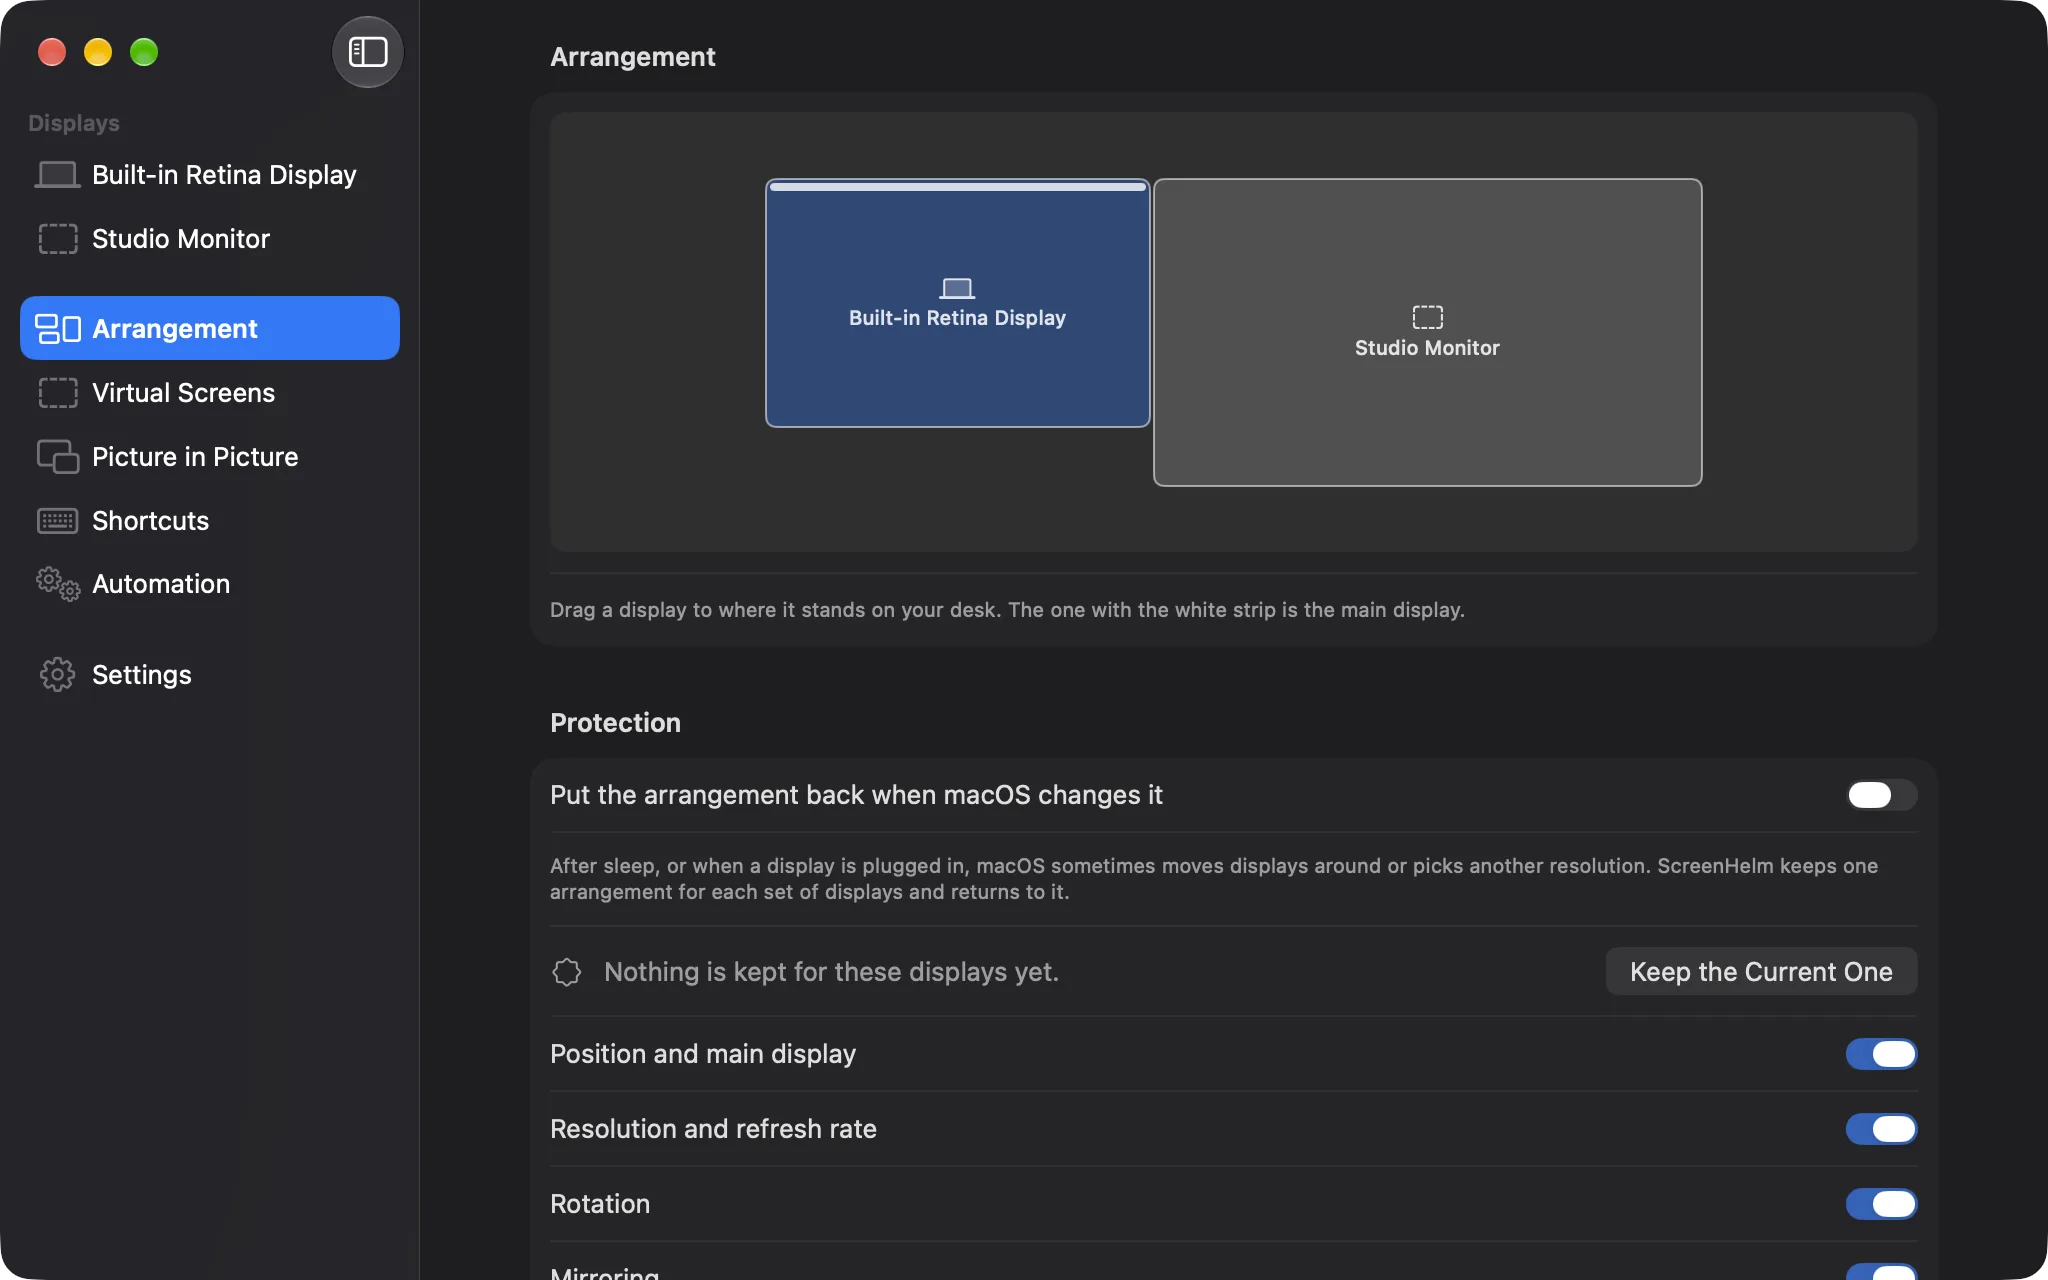 Displays
Built-in Retina Display
Studio Monitor
Arrangement
Virtual Screens
Picture in Picture
Shortcuts
Automation
Settings
Arrangement
Built-in Retina Display
Studio Monitor
Drag a display to where it stands on your desk. The one with the white strip is the main display.
Protection
Put the arrangement back when macOS changes it
After sleep, or when a display is plugged in, macOS sometimes moves displays around or picks another resolution. ScreenHelm keeps one
arrangement for each set of displays and returns to it.
Nothing is kept for these displays yet.
Keep the Current One
Position and main display
Resolution and refresh rate
Rotation
Mirroring